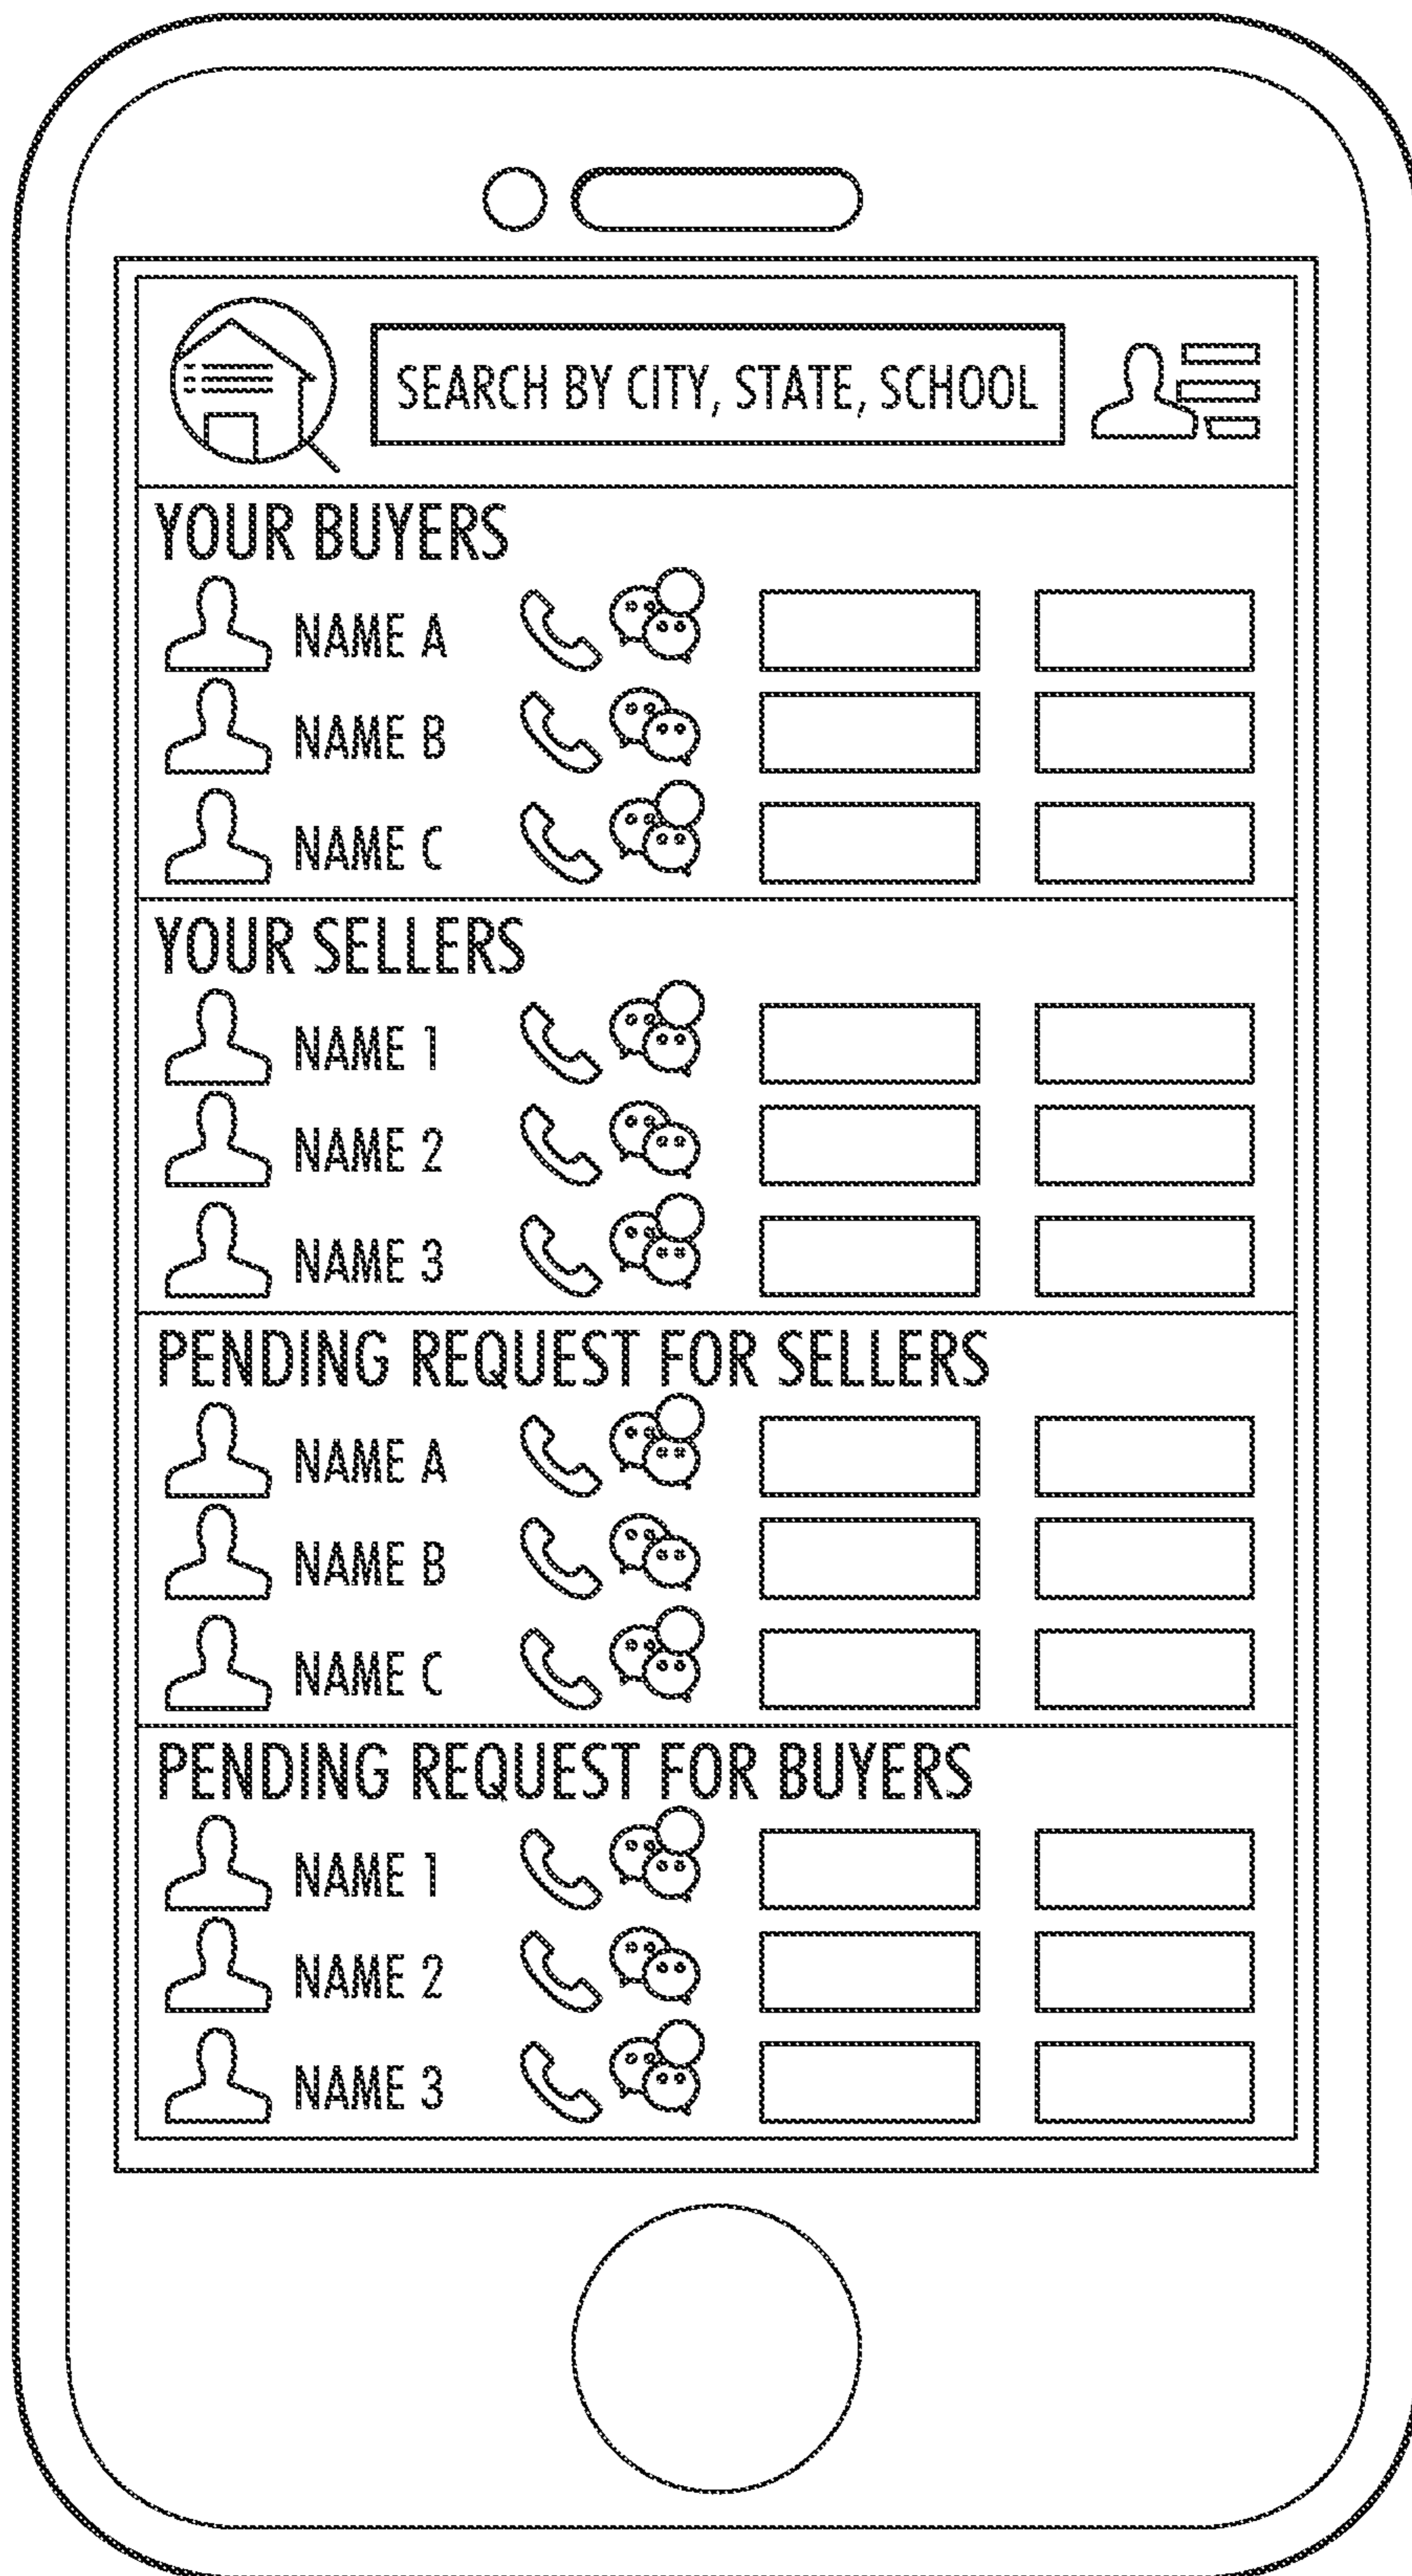 SEARCH BY CITY, STATE, SCHOOL
YOUR BUYERS
NAME A
NAME B
NAME C
YOUR SELLERS
NAME 1
NAME 2
NAME 3
PENDING REQUEST FOR SELLERS
NAME A
NAME B
NAME C
PENDING REQUEST FOR BUYERS
NAME 1
NAME 2
NAME 3